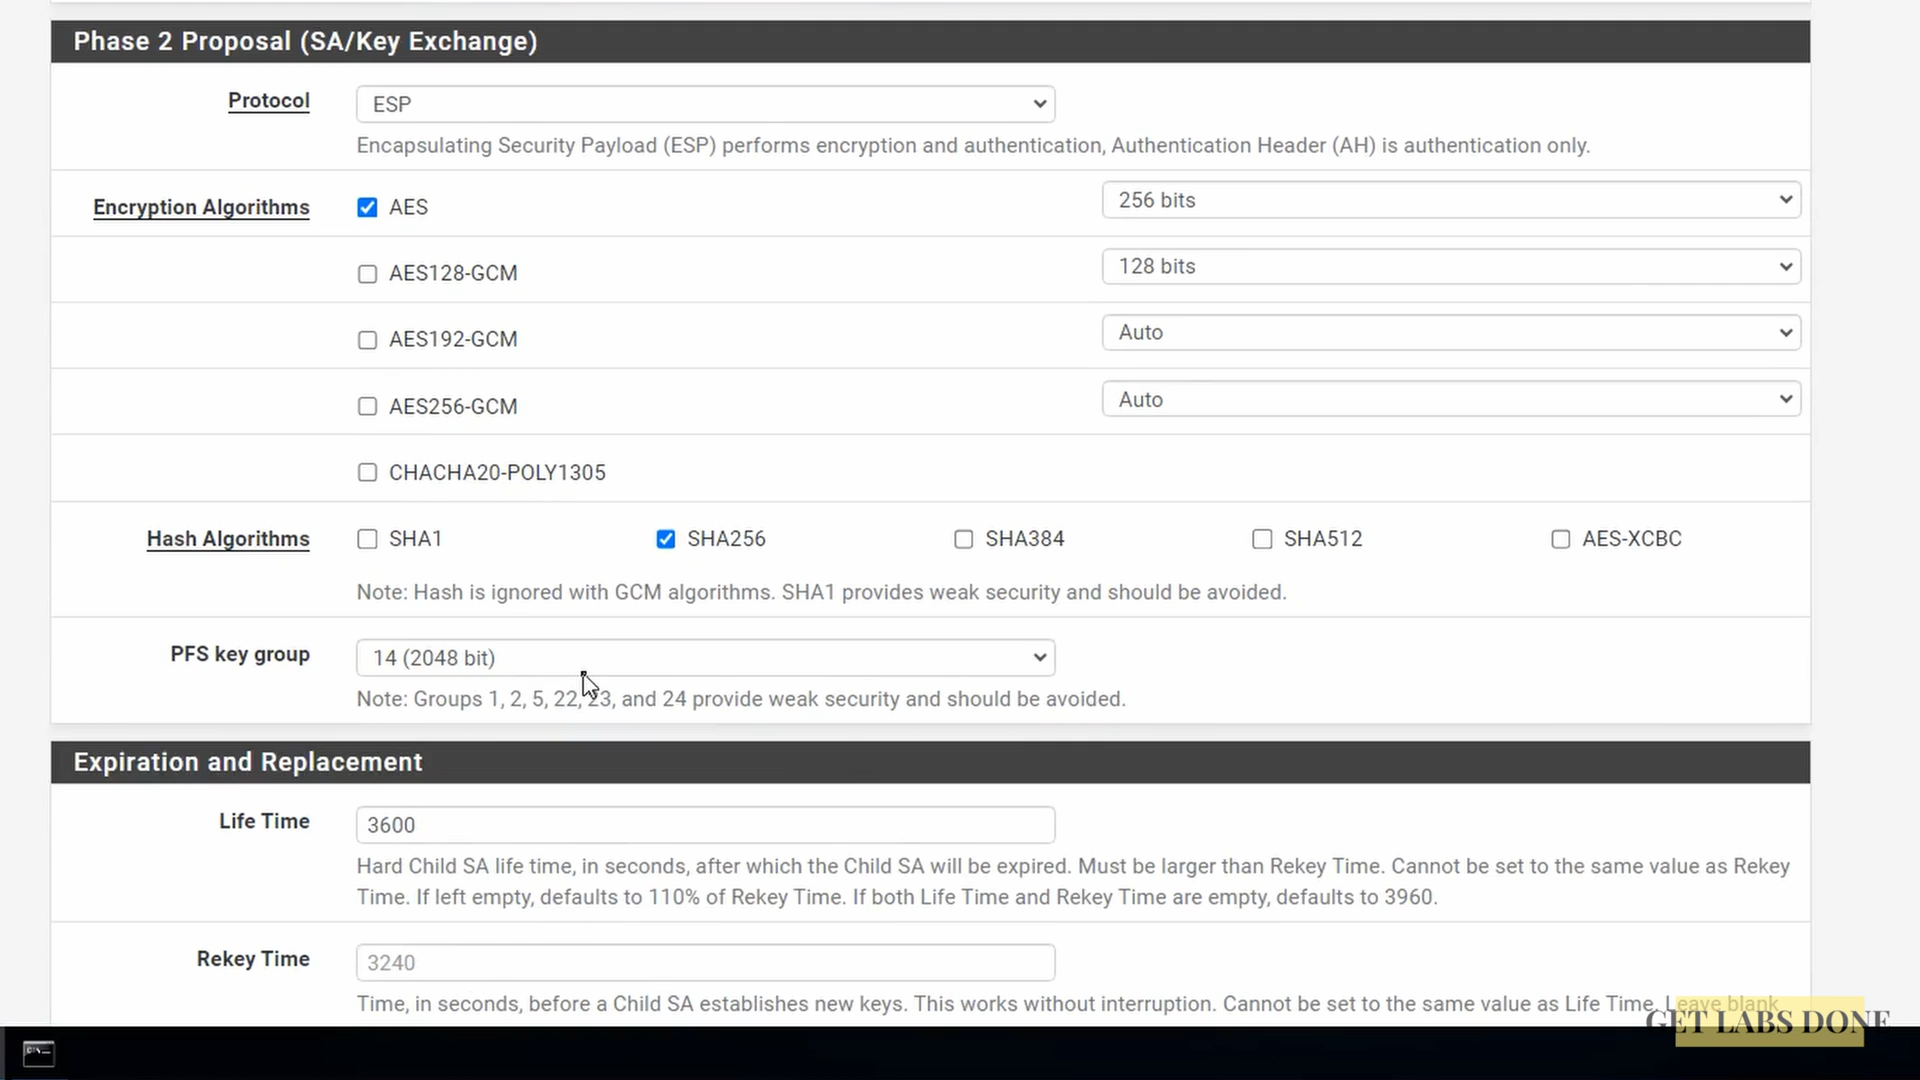 Phase 2 Proposal (SA/Key Exchange)
Protocol
ESP
Encapsulating Security Payload (ESP) performs encryption and authentication, Authentication Header (AH) is authentication only.
Encryption Algorithms
AES
256 bits
AES128-GCM
128 bits
AES192-GCM
Auto
AES256-GCM
Auto
CHACHA20-POLY1305
Hash Algorithms
SHA1
SHA256
SHA384
SHA512
AES-XCBC
Note: Hash is ignored with GCM algorithms. SHA1 provides weak security and should be avoided.
PFS key group
14 (2048 bit)
Note: Groups 1, 2, 5, 22, 23, and 24 provide weak security and should be avoided.
Expiration and Replacement
Life Time
3600
Hard Child SA life time, in seconds, after which the Child SA will be expired. Must be larger than Rekey Time. Cannot be set to the same value as Rekey
Time. If left empty, defaults to 110% of Rekey Time. If both Life Time and Rekey Time are empty, defaults to 3960.
Rekey Time
3240
Time, in seconds, before a Child SA establishes new keys. This works without interruption. Cannot be set to the same value as Life Time. Leave blank
GET LABS DONE